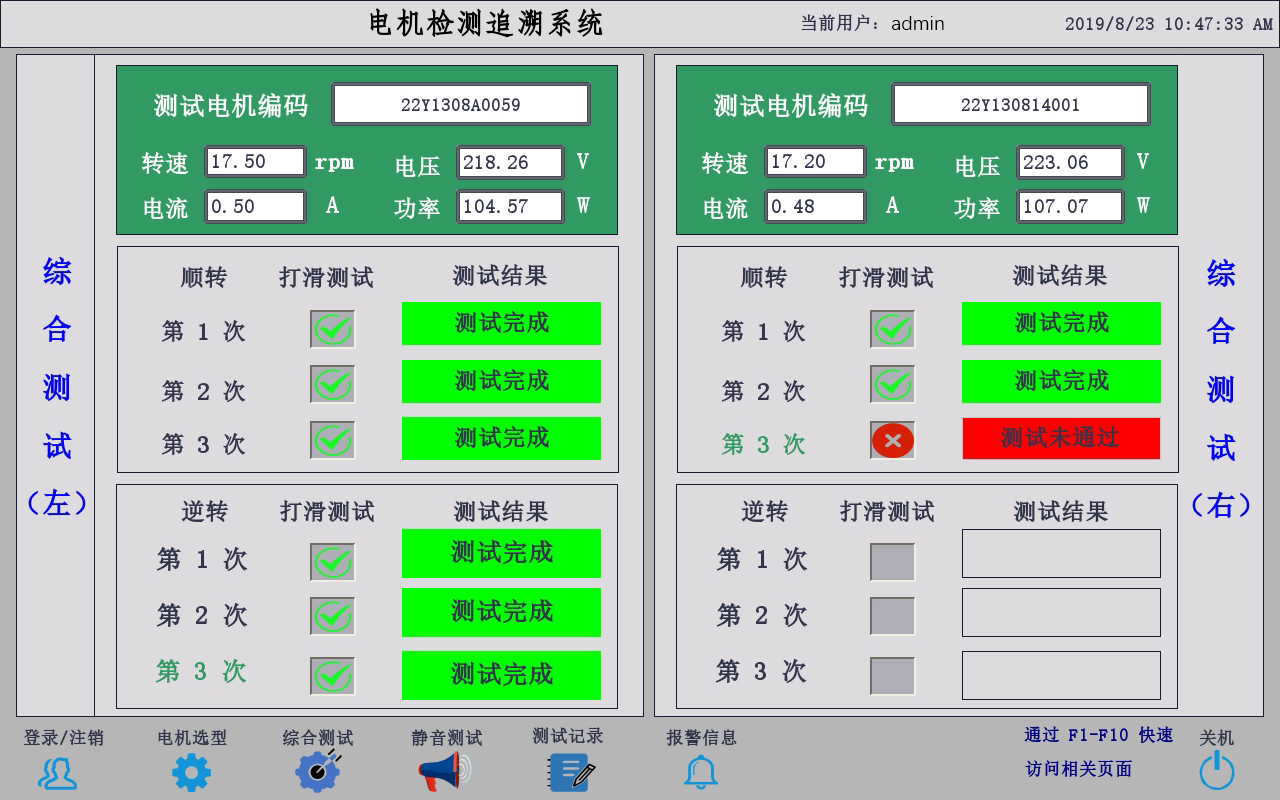 电机检测追溯系统
当前用户: admin
2019/8/23 10:47:33 AM
综合测试(左)
测试电机编码 22Y1308A0059
转速 17.50 rpm 电压 218.26 V
电流 0.50 A 功率 104.57 W
顺转 打滑测试 测试结果
第 1 次 测试完成
第 2 次 测试完成
第 3 次 测试完成
逆转 打滑测试 测试结果
第 1 次 测试完成
第 2 次 测试完成
第 3 次 测试完成
测试电机编码 22Y130814001
转速 17.20 rpm 电压 223.06 V
电流 0.48 A 功率 107.07 W
顺转 打滑测试 测试结果
第 1 次 测试完成
第 2 次 测试完成
第 3 次 测试未通过
逆转 打滑测试 测试结果
第 1 次
第 2 次
第 3 次
综合测试(右)
登录/注销 电机选型 综合测试 静音测试 测试记录 报警信息
通过 F1-F10 快速
访问相关页面
关机